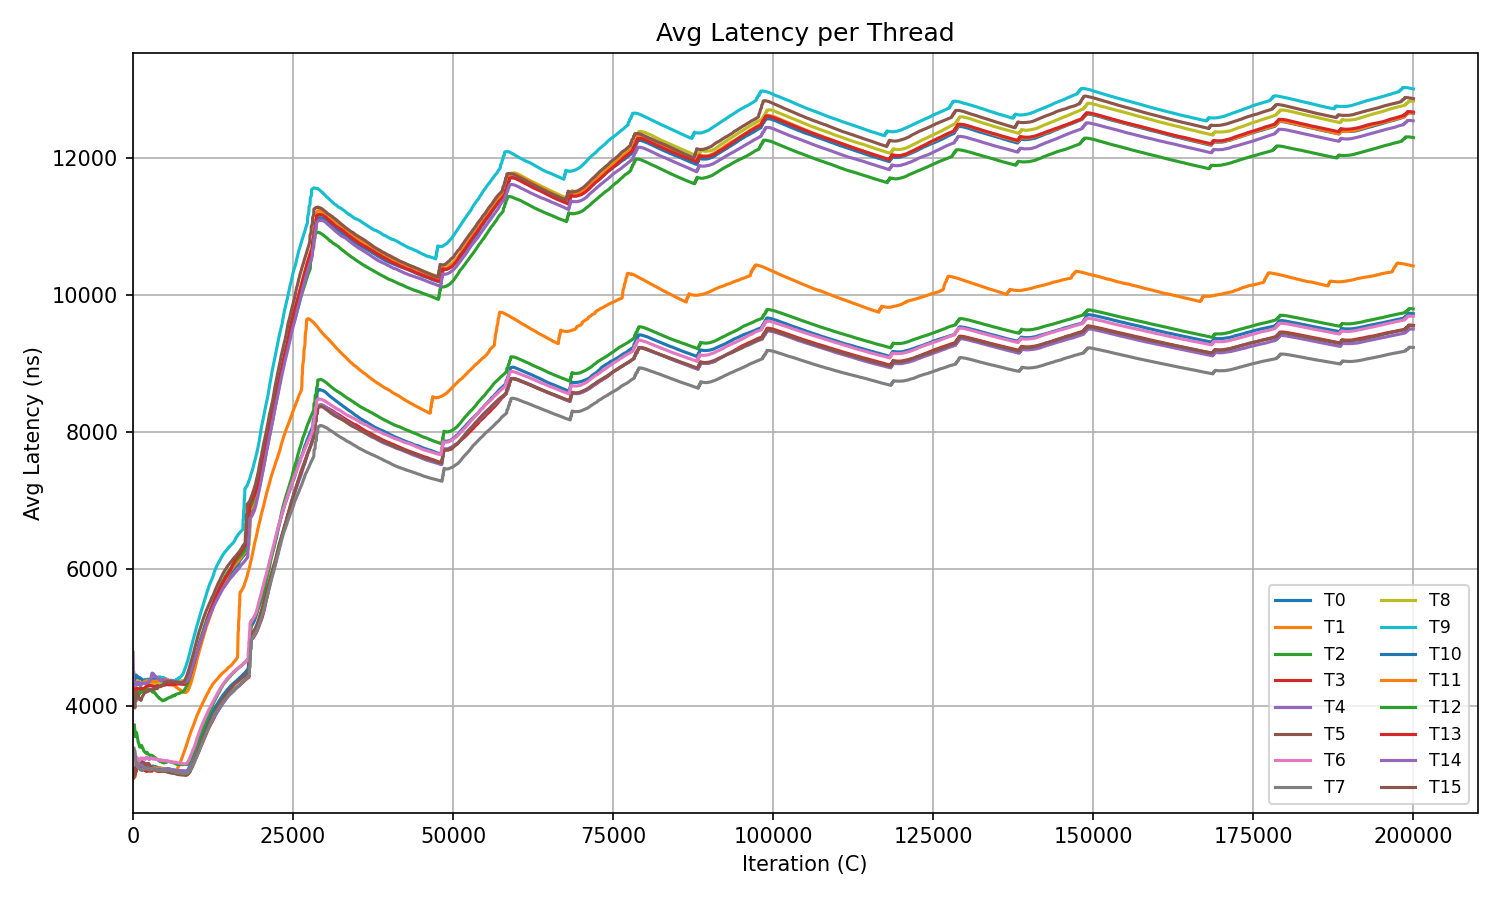 Avg Latency per Thread
Avg Latency (ns)
12000
10000
8000
6000
4000
0 25000 50000 75000 100000 125000 150000 175000 200000
Iteration (C)
T0 T8
T1 T9
T2 T10
T3 T11
T4 T12
T5 T13
T6 T14
T7 T15